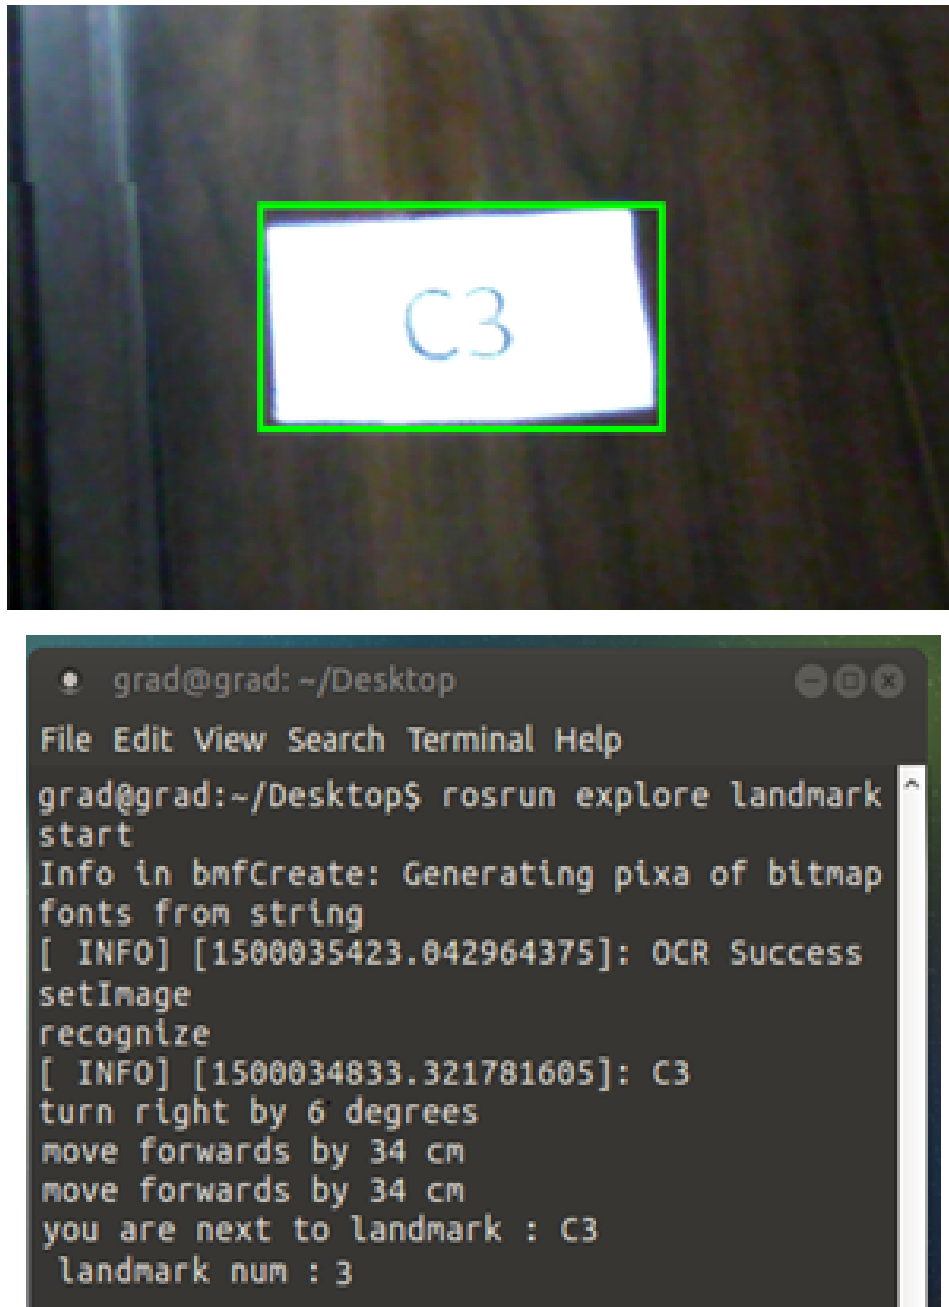 C3
grad@grad: ~/Desktop
File Edit View Search Terminal Help
grad@grad:~/Desktop$ rosrun explore landmark
start
Info in bmfCreate: Generating pixa of bitmap
fonts from string
[ INFO] [1500035423.042964375]: OCR Success
setImage
recognize
[ INFO] [1500034833.321781605]: C3
turn right by 6 degrees
move forwards by 34 cm
move forwards by 34 cm
you are next to landmark : C3
landmark num : 3